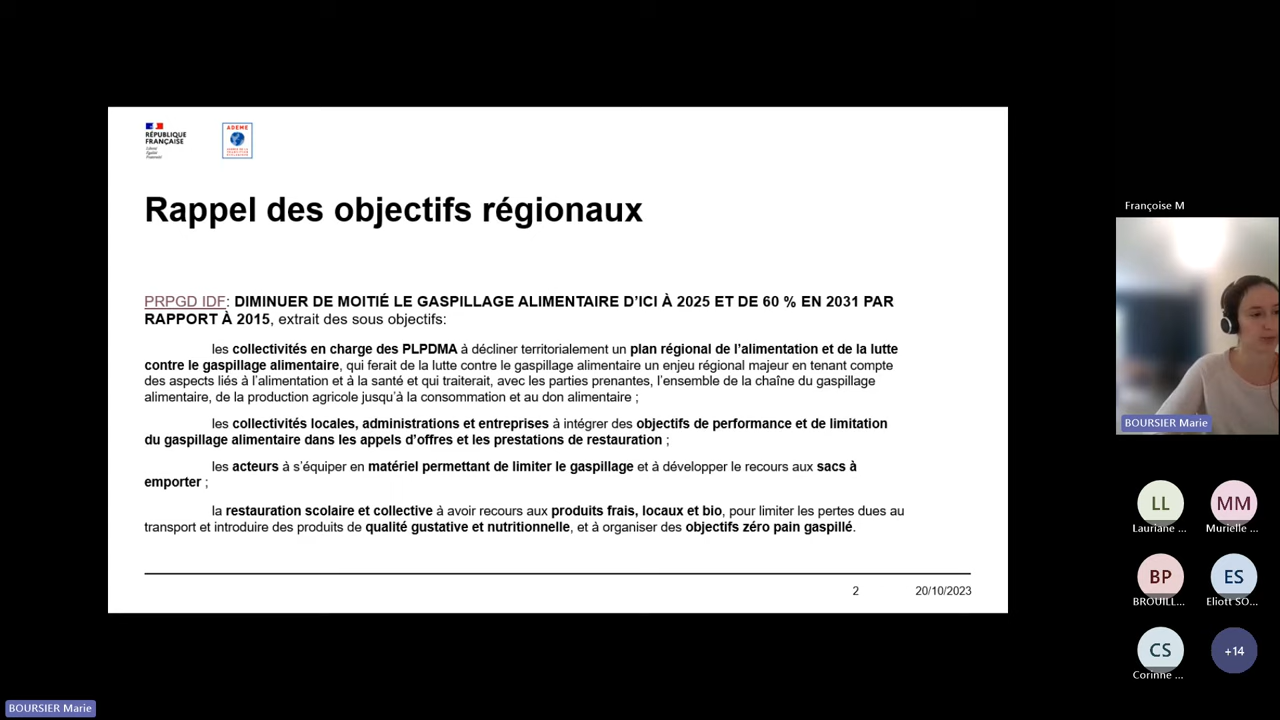 RÉPUBLIQUE
FRANÇAISE
Liberté
Égalité
Fraternité
ADEME
Rappel des objectifs régionaux
PRPGD IDF: DIMINUER DE MOITIÉ LE GASPILLAGE ALIMENTAIRE D'ICI À 2025 ET DE 60 % EN 2031 PAR
RAPPORT À 2015, extrait des sous objectifs:
les collectivités en charge des PLPDMA à décliner territorialement un plan régional de l'alimentation et de la lutte
contre le gaspillage alimentaire, qui ferait de la lutte contre le gaspillage alimentaire un enjeu régional majeur en tenant compte
des aspects liés à l'alimentation et à la santé et qui traiterait, avec les parties prenantes, l'ensemble de la chaîne du gaspillage
alimentaire, de la production agricole jusqu'à la consommation et au don alimentaire ;
les collectivités locales, administrations et entreprises à intégrer des objectifs de performance et de limitation
du gaspillage alimentaire dans les appels d'offres et les prestations de restauration ;
les acteurs à s'équiper en matériel permettant de limiter le gaspillage et à développer le recours aux sacs à
emporter ;
la restauration scolaire et collective à avoir recours aux produits frais, locaux et bio, pour limiter les pertes dues au
transport et introduire des produits de qualité gustative et nutritionnelle, et à organiser des objectifs zéro pain gaspillé.
2
20/10/2023
Françoise M
BOURSIER Marie
LL
MM
Lauriane ...
Murielle ...
BP
ES
BROUILL...
Eliott SO...
CS
+14
Corinne ...
BOURSIER Marie